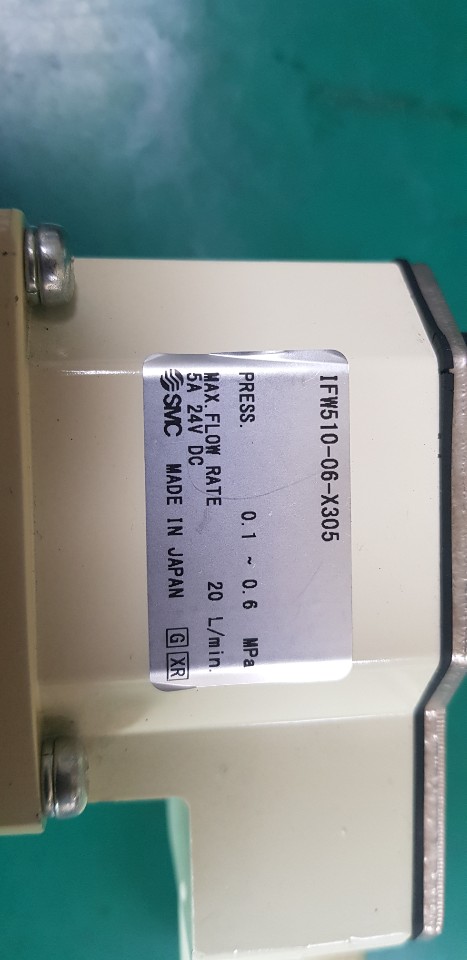 IFW510-06-X305
PRESS. 0.1 ~ 0.6 MPa
MAX.FLOW RATE 20 L/min.
5A 24V DC
SMC MADE IN JAPAN G XR